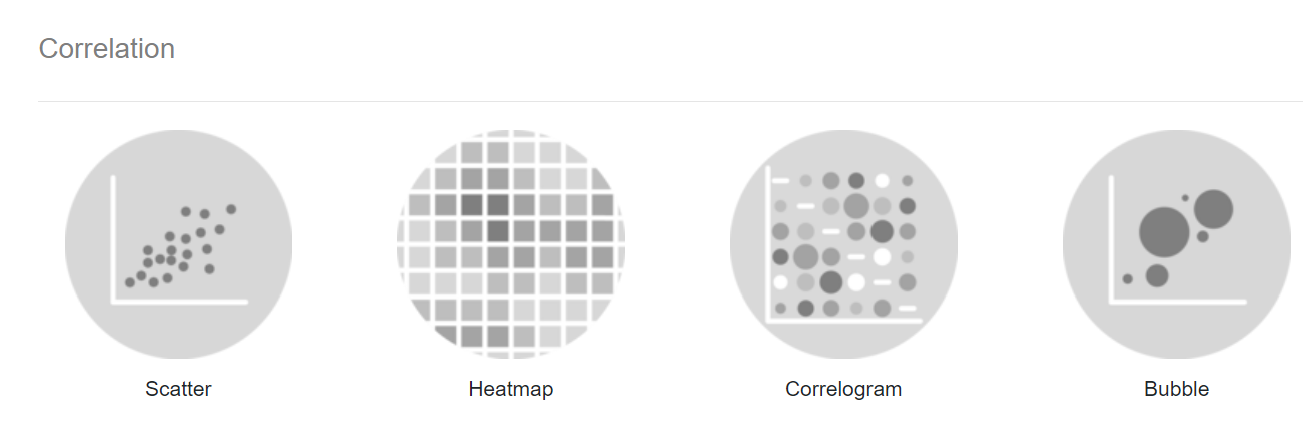 Correlation
Scatter
Heatmap
Correlogram
Bubble